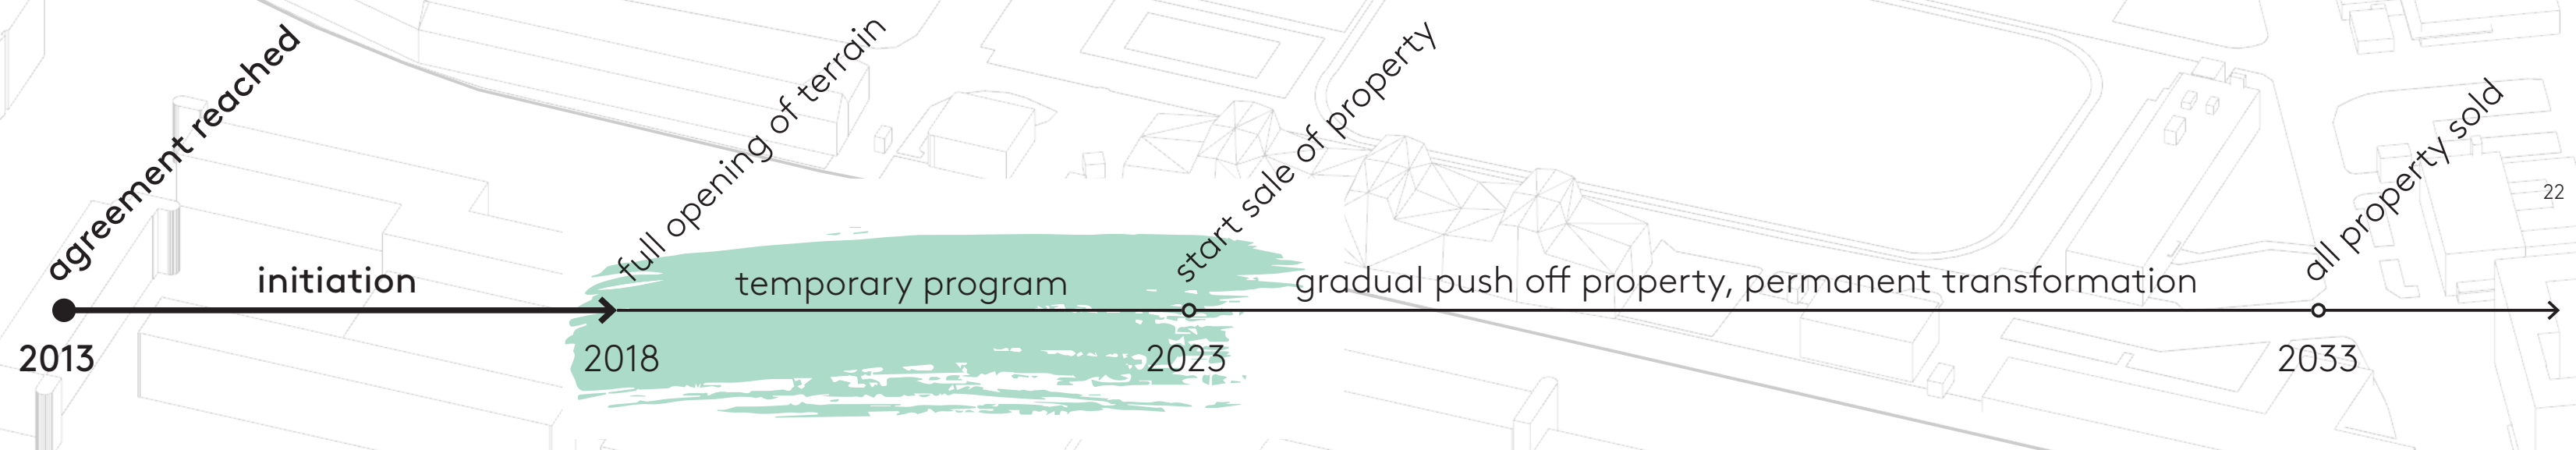 agreement reached
full opening of terrain
start sale of property
all property sold
22
initiation
temporary program
gradual push off property, permanent transformation
2013
2018
2023
2033